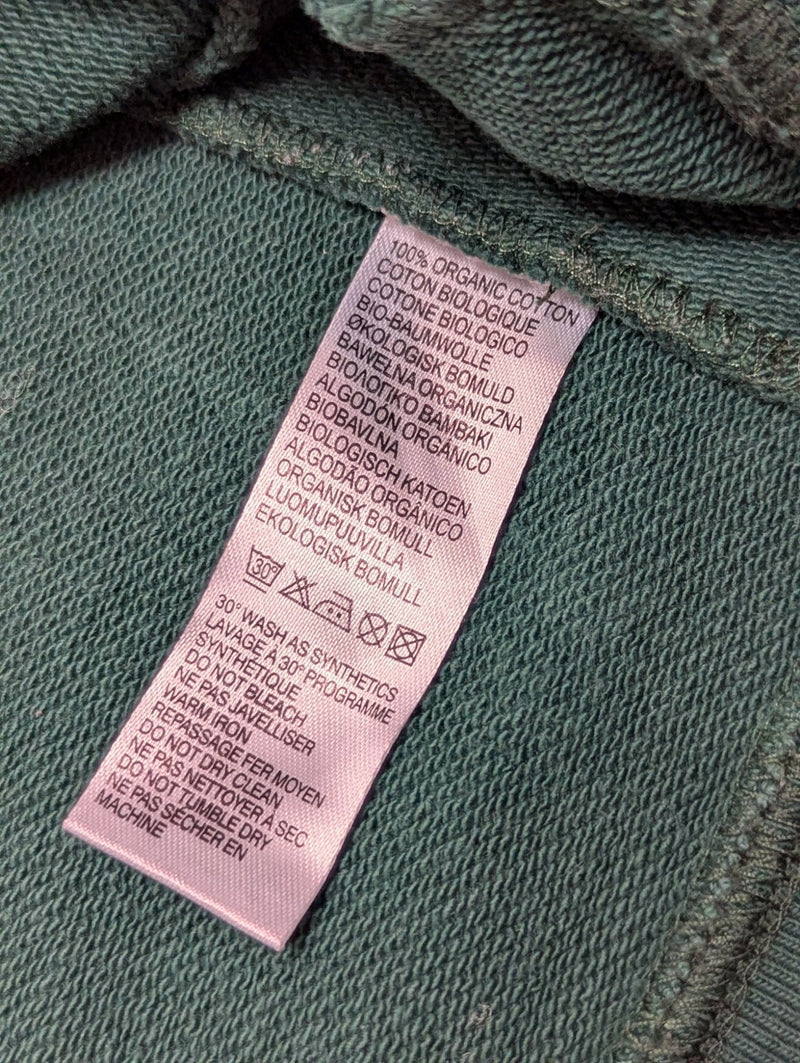 100% ORGANIC COTTON
COTON BIOLOGIQUE
COTONE BIOLOGICO
BIO-BAUMWOLLE
ØKOLOGISK BOMULD
BAWEŁNA ORGANICZNA
ΒΙΟΛΟΓΙΚΟ ΒΑΜΒΑΚΙ
ALGODÓN ORGÁNICO
BIOBAVLNA
BIOLOGISCH KATOEN
ALGODÃO ORGÂNICO
ORGANISK BOMULL
LUOMUPUUVILLA
EKOLOGISK BOMULL
30°
30° WASH AS SYNTHETICS
LAVAGE À 30° PROGRAMME
SYNTHÉTIQUE
DO NOT BLEACH
NE PAS JAVELLISER
WARM IRON
REPASSAGE FER MOYEN
DO NOT DRY CLEAN
NE PAS NETTOYER À SEC
DO NOT TUMBLE DRY
NE PAS SÉCHER EN
MACHINE